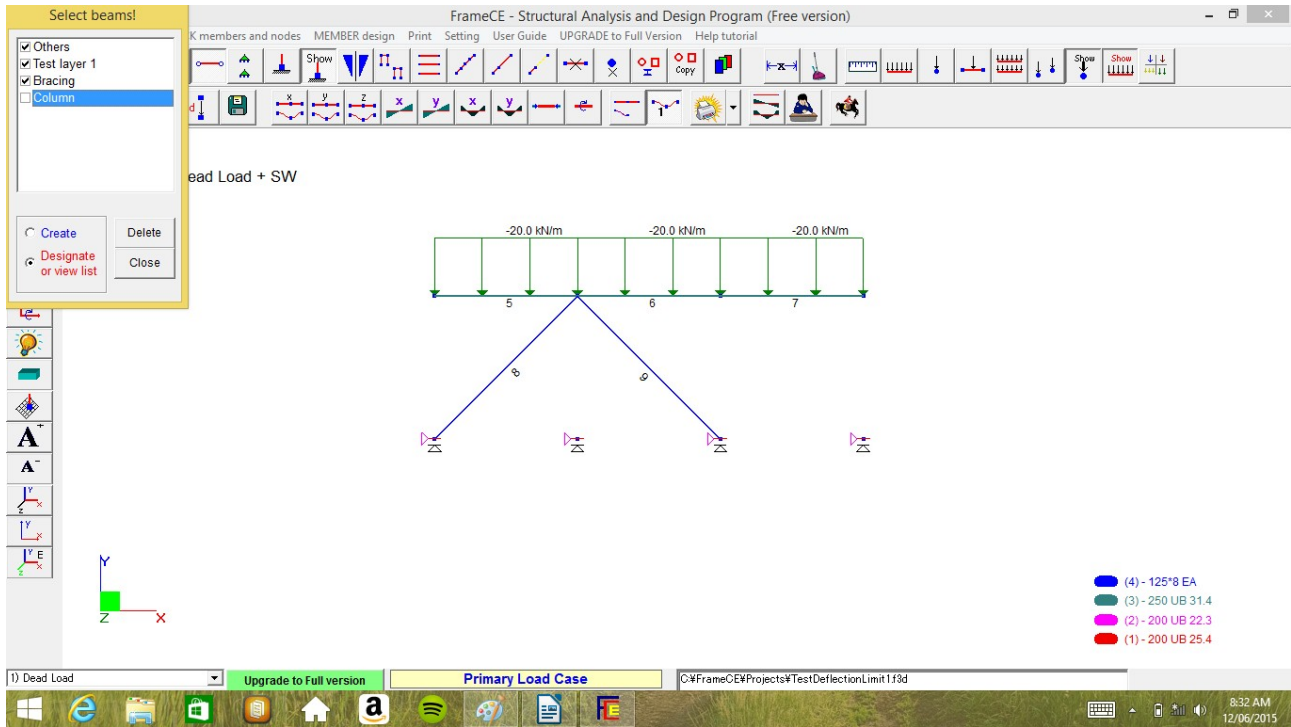 Select beams!
FrameCE - Structural Analysis and Design Program (Free version)
K members and nodes MEMBER design Print Setting User Guide UPGRADE to Full Version Help tutorial
Others
Test layer 1
Bracing
Column
Create
Designate
or view list
Delete
Close
Show
Copy
Show
Show
x y z x y x y
1
ead Load + SW
-20.0 kN/m -20.0 kN/m -20.0 kN/m
5 6 7
8 9
A+
A-
Y
Z X
(4) - 125*8 EA
(3) - 250 UB 31.4
(2) - 200 UB 22.3
(1) - 200 UB 25.4
1) Dead Load
Upgrade to Full version
Primary Load Case
C:¥FrameCE¥Projects¥TestDeflectionLimit1.f3d
8:32 AM
12/06/2015